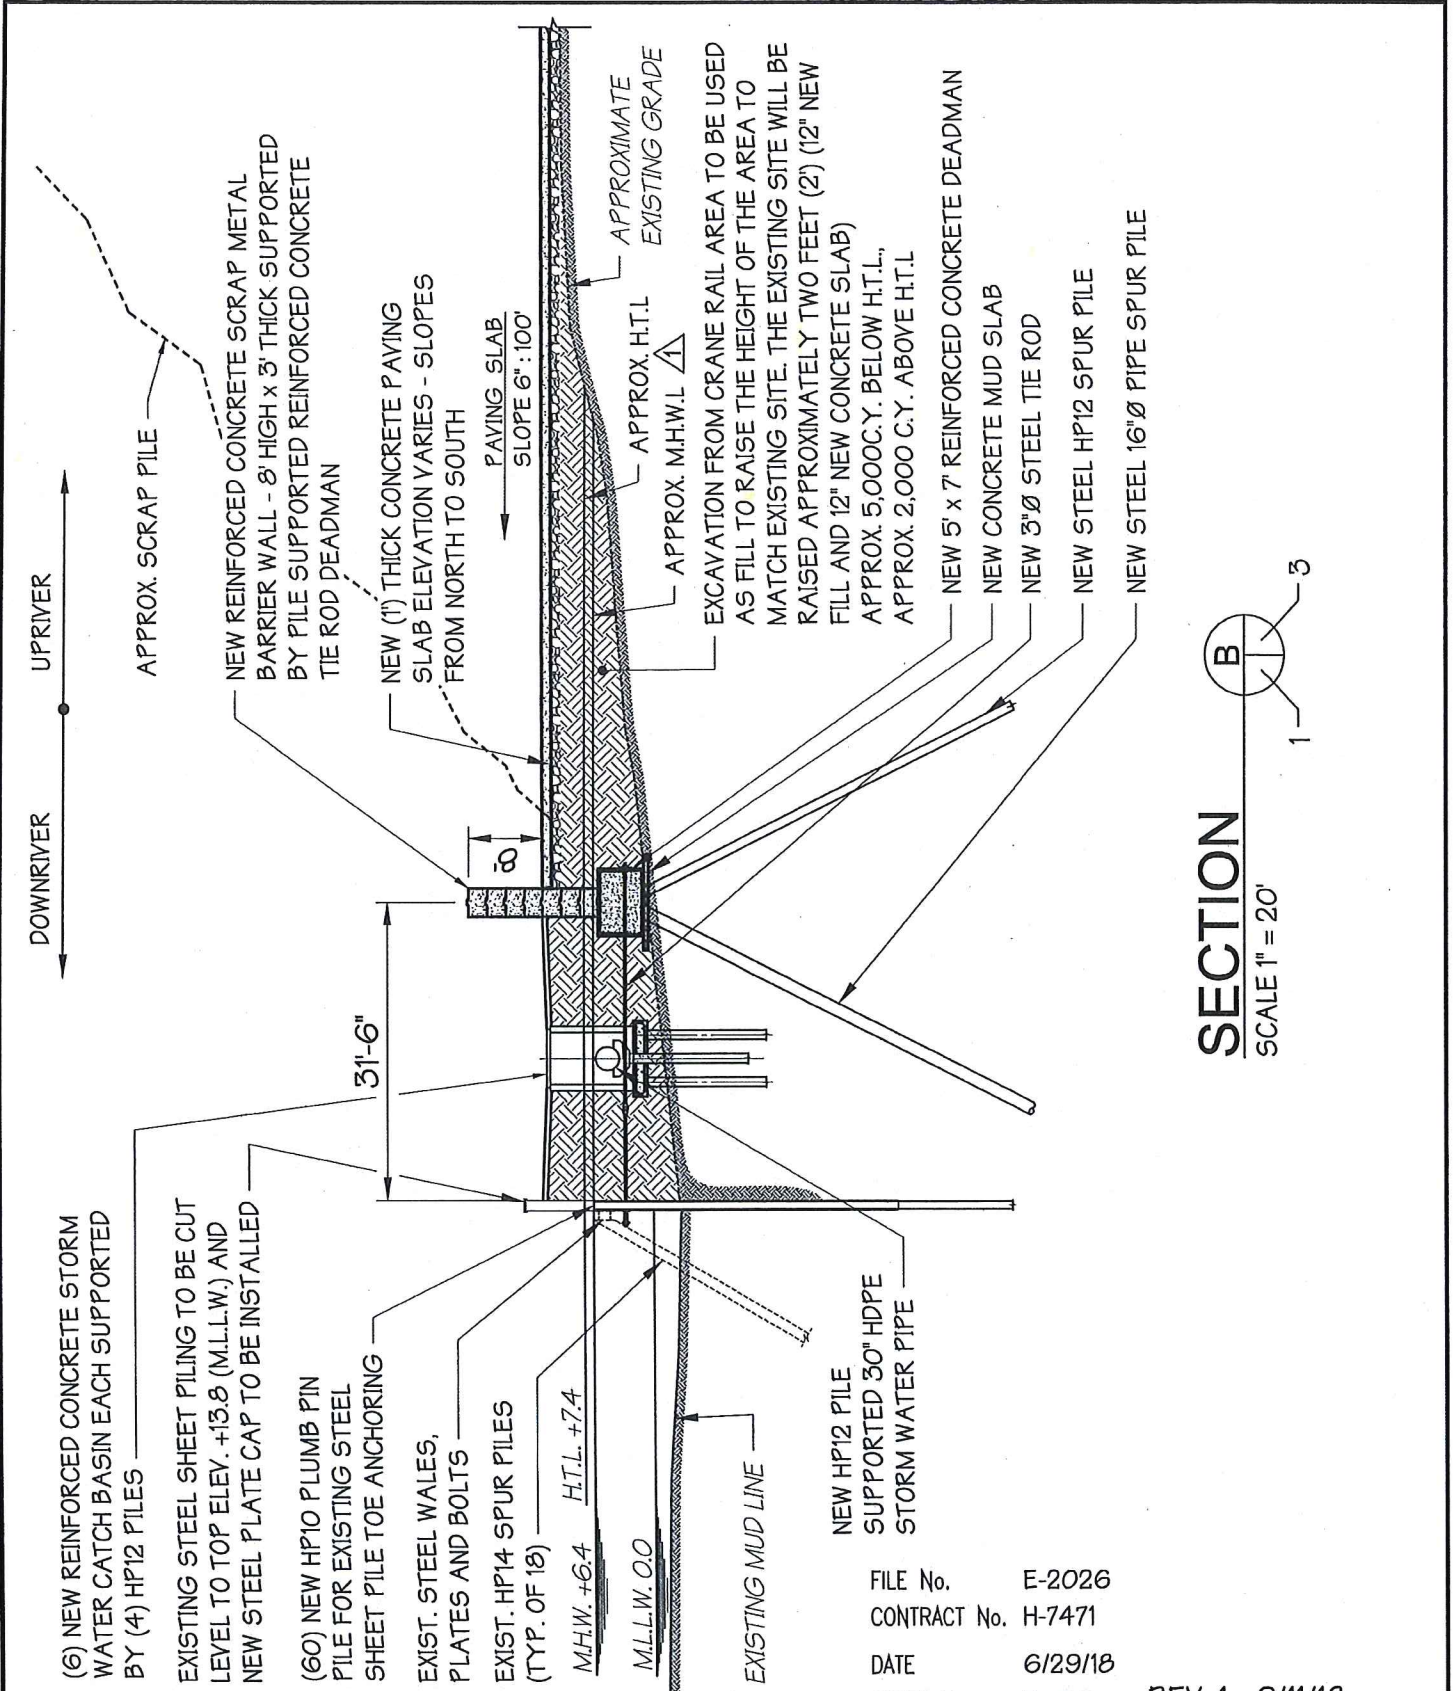 DOWNRIVER
UPRIVER
APPROX. SCRAP PILE
NEW REINFORCED CONCRETE SCRAP METAL
BARRIER WALL - 8' HIGH x 3' THICK SUPPORTED
BY PILE SUPPORTED REINFORCED CONCRETE
TIE ROD DEADMAN
NEW (1') THICK CONCRETE PAVING
SLAB ELEVATION VARIES - SLOPES
FROM NORTH TO SOUTH
PAVING SLAB
SLOPE 6" : 100'
(6) NEW REINFORCED CONCRETE STORM
WATER CATCH BASIN EACH SUPPORTED
BY (4) HP12 PILES
EXISTING STEEL SHEET PILING TO BE CUT
LEVEL TO TOP ELEV. +13.8 (M.L.L.W.) AND
NEW STEEL PLATE CAP TO BE INSTALLED
(60) NEW HP10 PLUMB PIN
PILE FOR EXISTING STEEL
SHEET PILE TOE ANCHORING
EXIST. STEEL WALES,
PLATES AND BOLTS
EXIST. HP14 SPUR PILES
(TYP. OF 18)
M.H.W. +6.4
H.T.L. +7.4
M.L.L.W. 0.0
EXISTING MUD LINE
31'-6"
8'
APPROXIMATE
EXISTING GRADE
APPROX. H.T.L
APPROX. M.H.W.L
1
EXCAVATION FROM CRANE RAIL AREA TO BE USED
AS FILL TO RAISE THE HEIGHT OF THE AREA TO
MATCH EXISTING SITE. THE EXISTING SITE WILL BE
RAISED APPROXIMATELY TWO FEET (2') (12" NEW
FILL AND 12" NEW CONCRETE SLAB)
APPROX. 5,000C.Y. BELOW H.T.L.,
APPROX. 2,000 C.Y. ABOVE H.T.L
NEW 5' x 7' REINFORCED CONCRETE DEADMAN
NEW CONCRETE MUD SLAB
NEW 3"Ø STEEL TIE ROD
NEW STEEL HP12 SPUR PILE
NEW STEEL 16"Ø PIPE SPUR PILE
NEW HP12 PILE
SUPPORTED 30" HDPE
STORM WATER PIPE
SECTION
SCALE 1" = 20'
B
1
3
FILE No. E-2026
CONTRACT No. H-7471
DATE 6/29/18